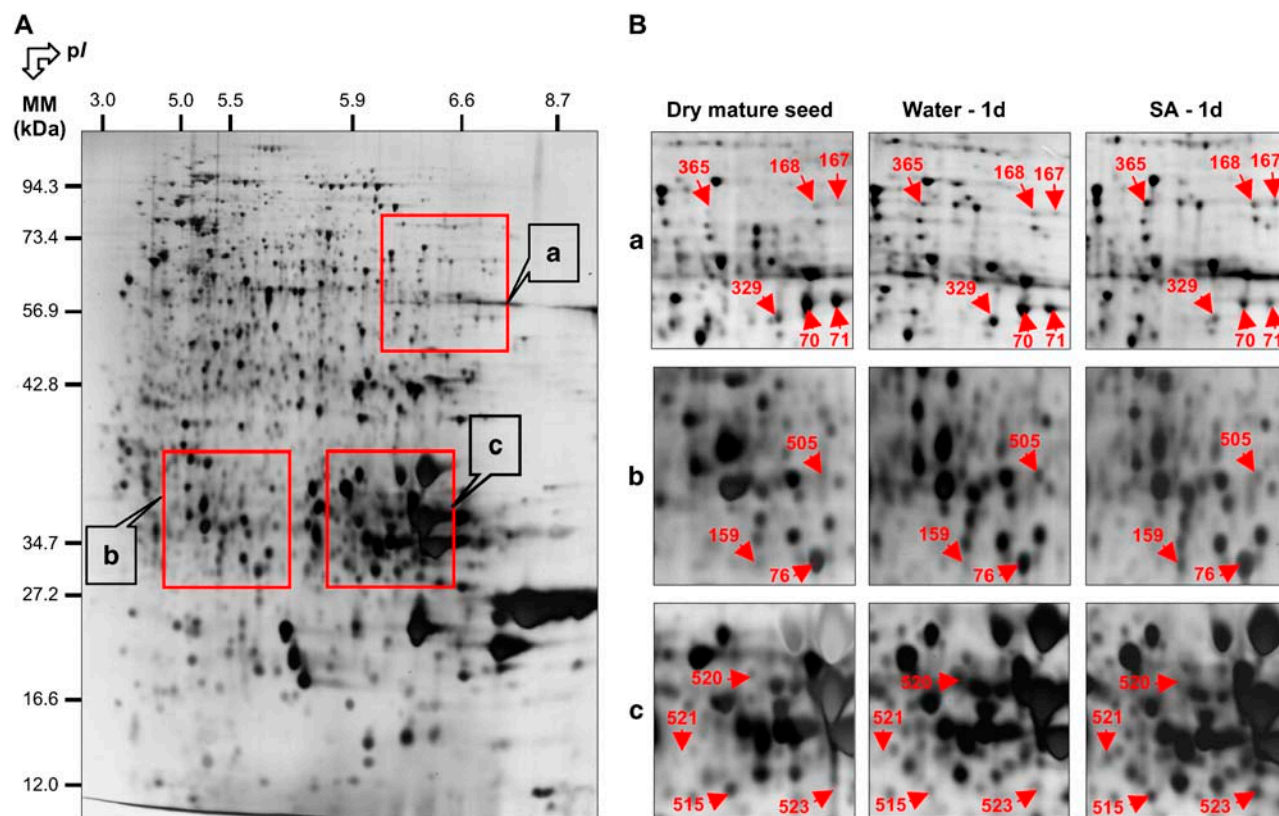 A
B
pI
MM
(kDa)
3.0 5.0 5.5 5.9 6.6 8.7
94.3
73.4
56.9
42.8
34.7
27.2
16.6
12.0
a
b
c
Dry mature seed Water - 1d SA - 1d
a
365 168 167
329
70 71
365 168 167
329
70 71
365 168 167
329
70 71
b
505
159
76
505
159
76
505
159
76
c
520
521
515 523
520
521
515 523
520
521
515 523